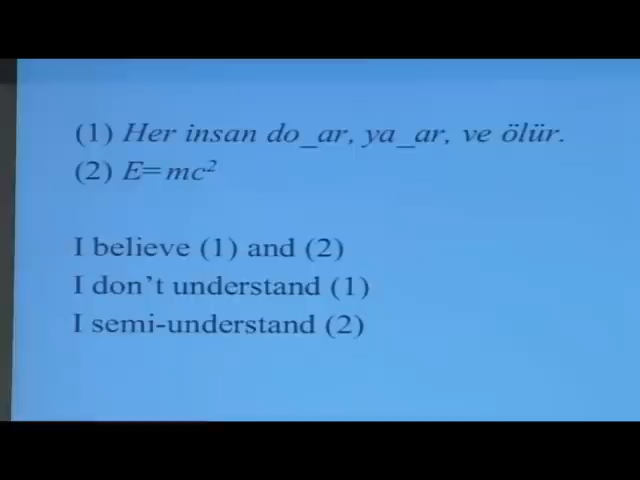 (1) Her insan do_ar, ya_ar, ve ölür.
(2) E=mc²
I believe (1) and (2)
I don't understand (1)
I semi-understand (2)